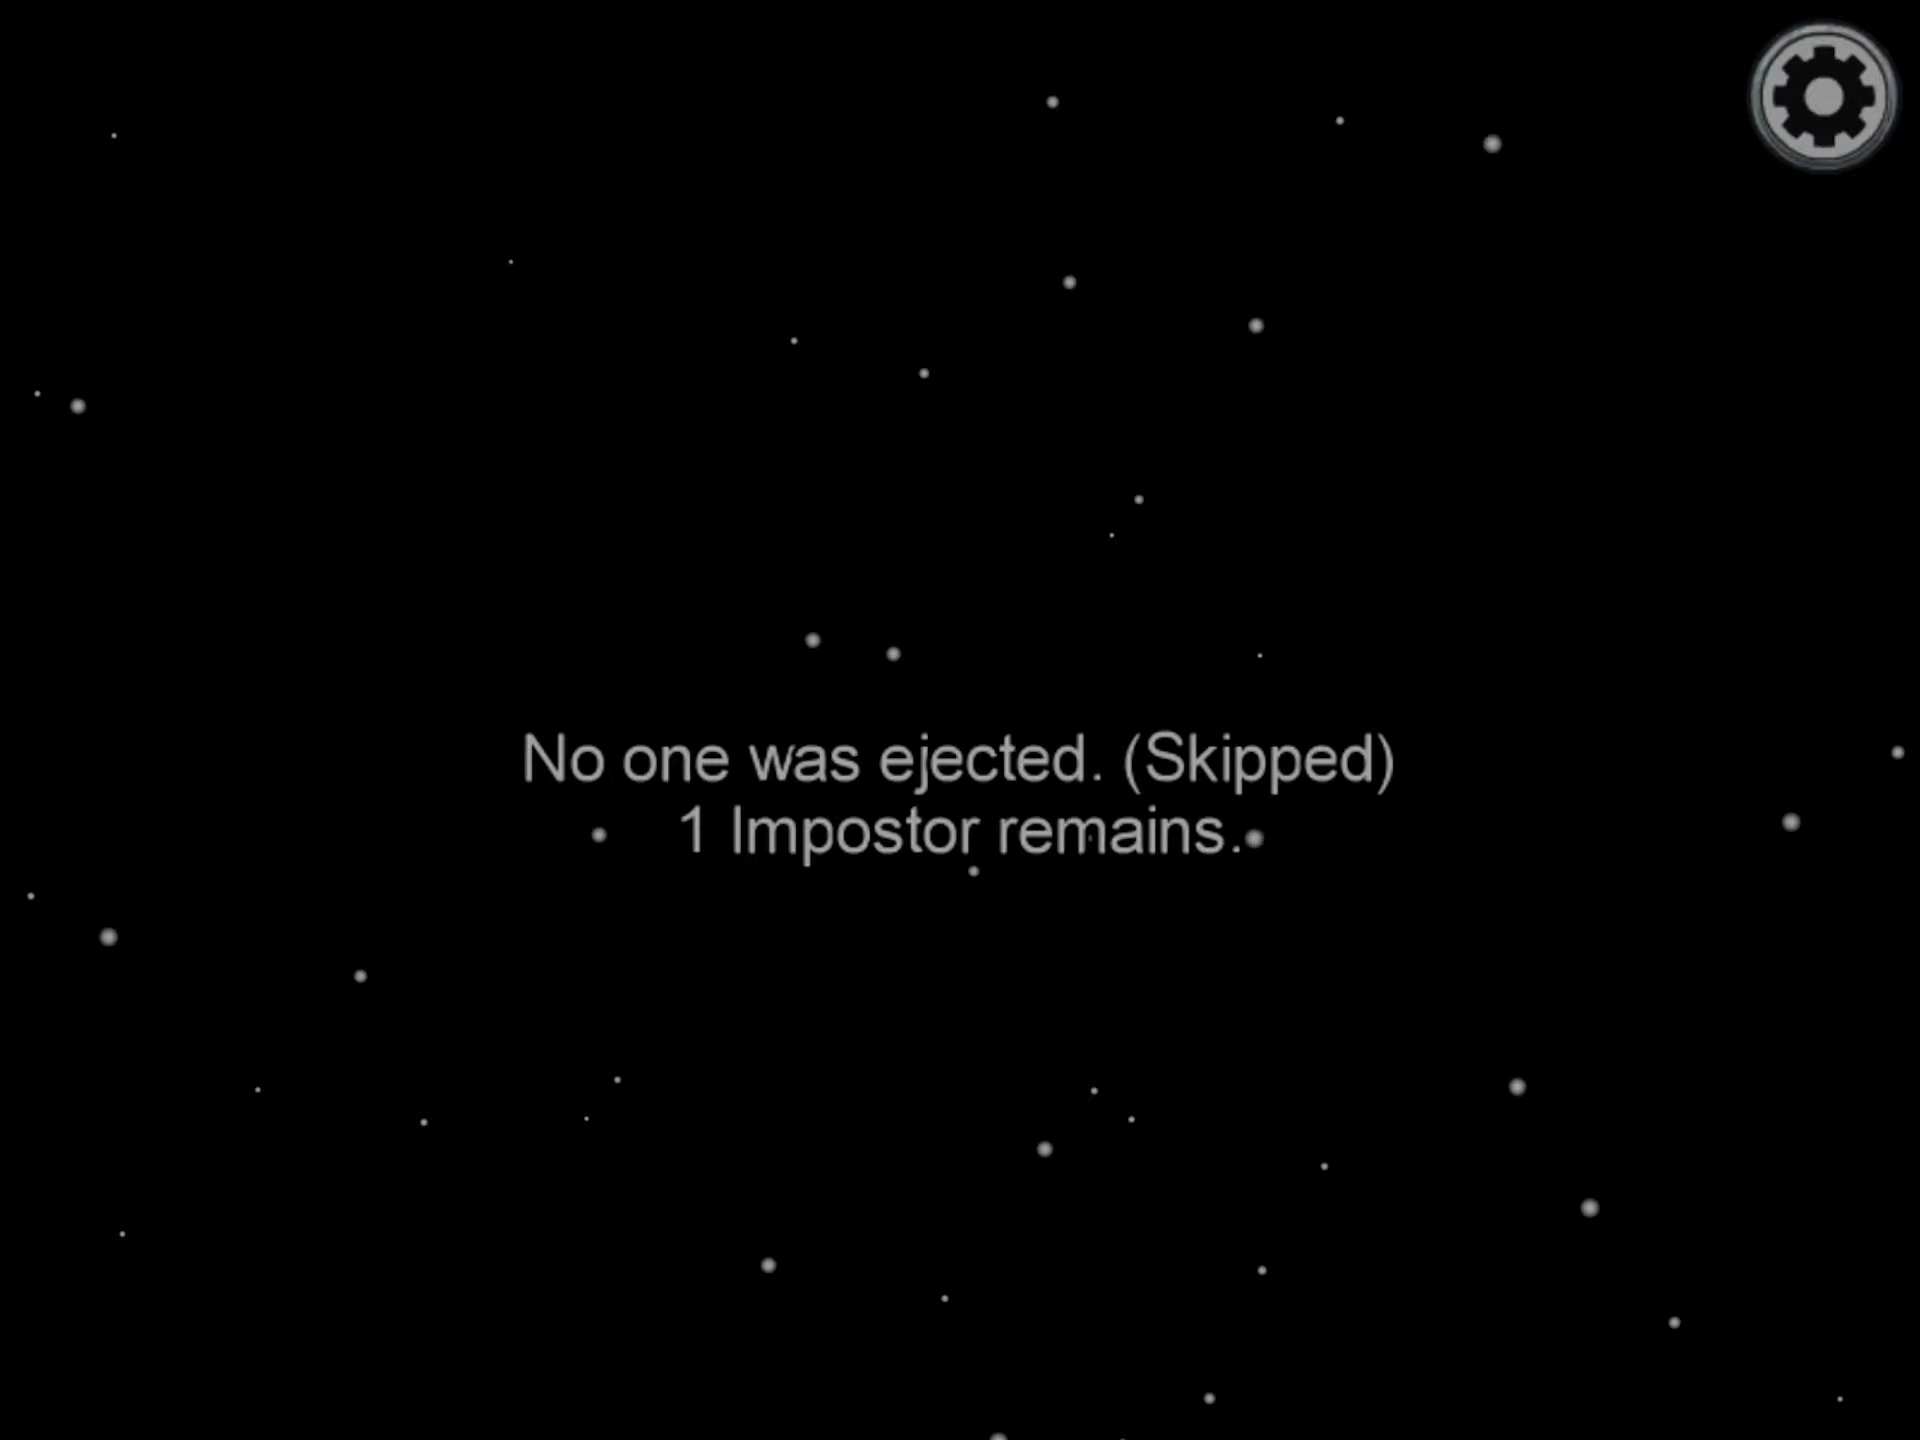 No one was ejected. (Skipped)
1 Impostor remains.